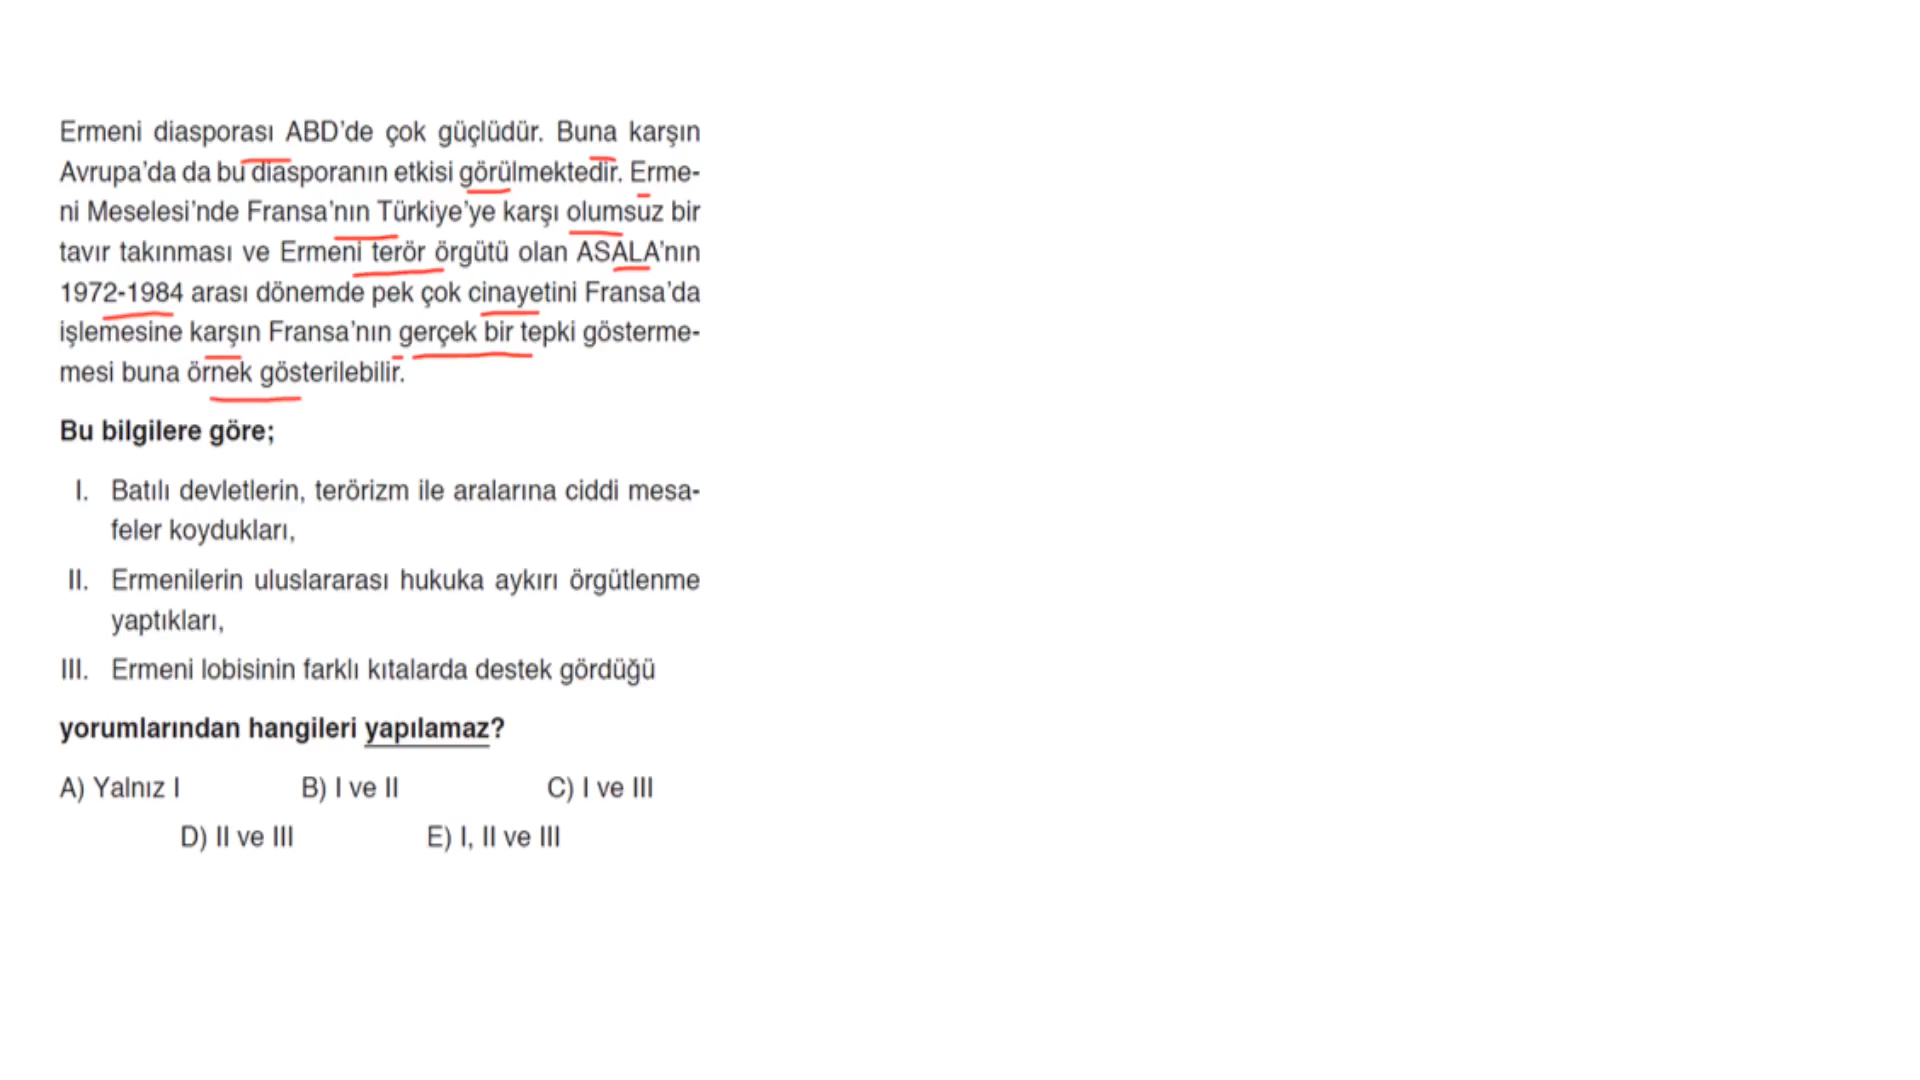 Ermeni diasporası ABD’de çok güçlüdür. Buna karşın
Avrupa’da da bu diasporanın etkisi görülmektedir. Erme-
ni Meselesi’nde Fransa’nın Türkiye’ye karşı olumsuz bir
tavır takınması ve Ermeni terör örgütü olan ASALA’nın
1972-1984 arası dönemde pek çok cinayetini Fransa’da
işlemesine karşın Fransa’nın gerçek bir tepki gösterme-
mesi buna örnek gösterilebilir.
Bu bilgilere göre;
I. Batılı devletlerin, terörizm ile aralarına ciddi mesa-
feler koydukları,
II. Ermenilerin uluslararası hukuka aykırı örgütlenme
yaptıkları,
III. Ermeni lobisinin farklı kıtalarda destek gördüğü
yorumlarından hangileri yapılamaz?
A) Yalnız I B) I ve II C) I ve III
D) II ve III E) I, II ve III